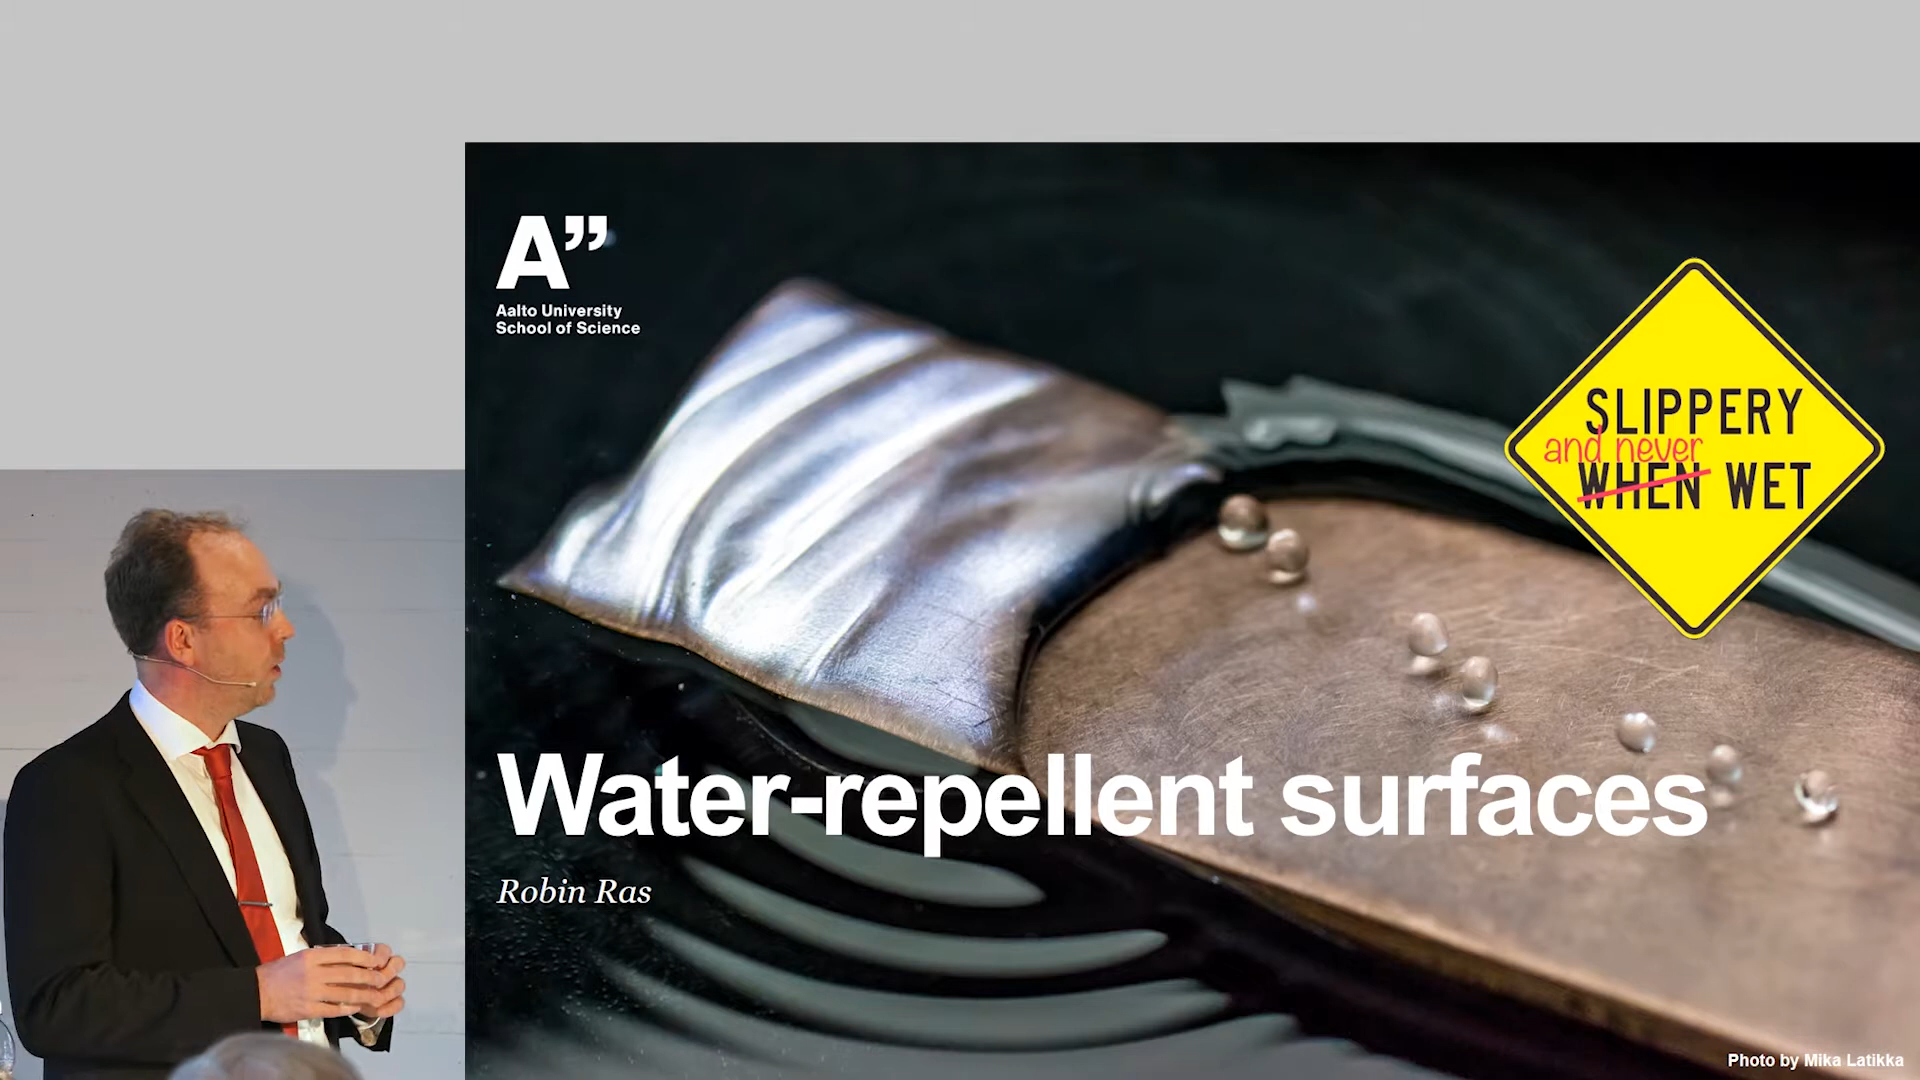 A”
Aalto University
School of Science
SLIPPERY
and never
WHEN WET
Water-repellent surfaces
Robin Ras
Photo by Mika Latikka